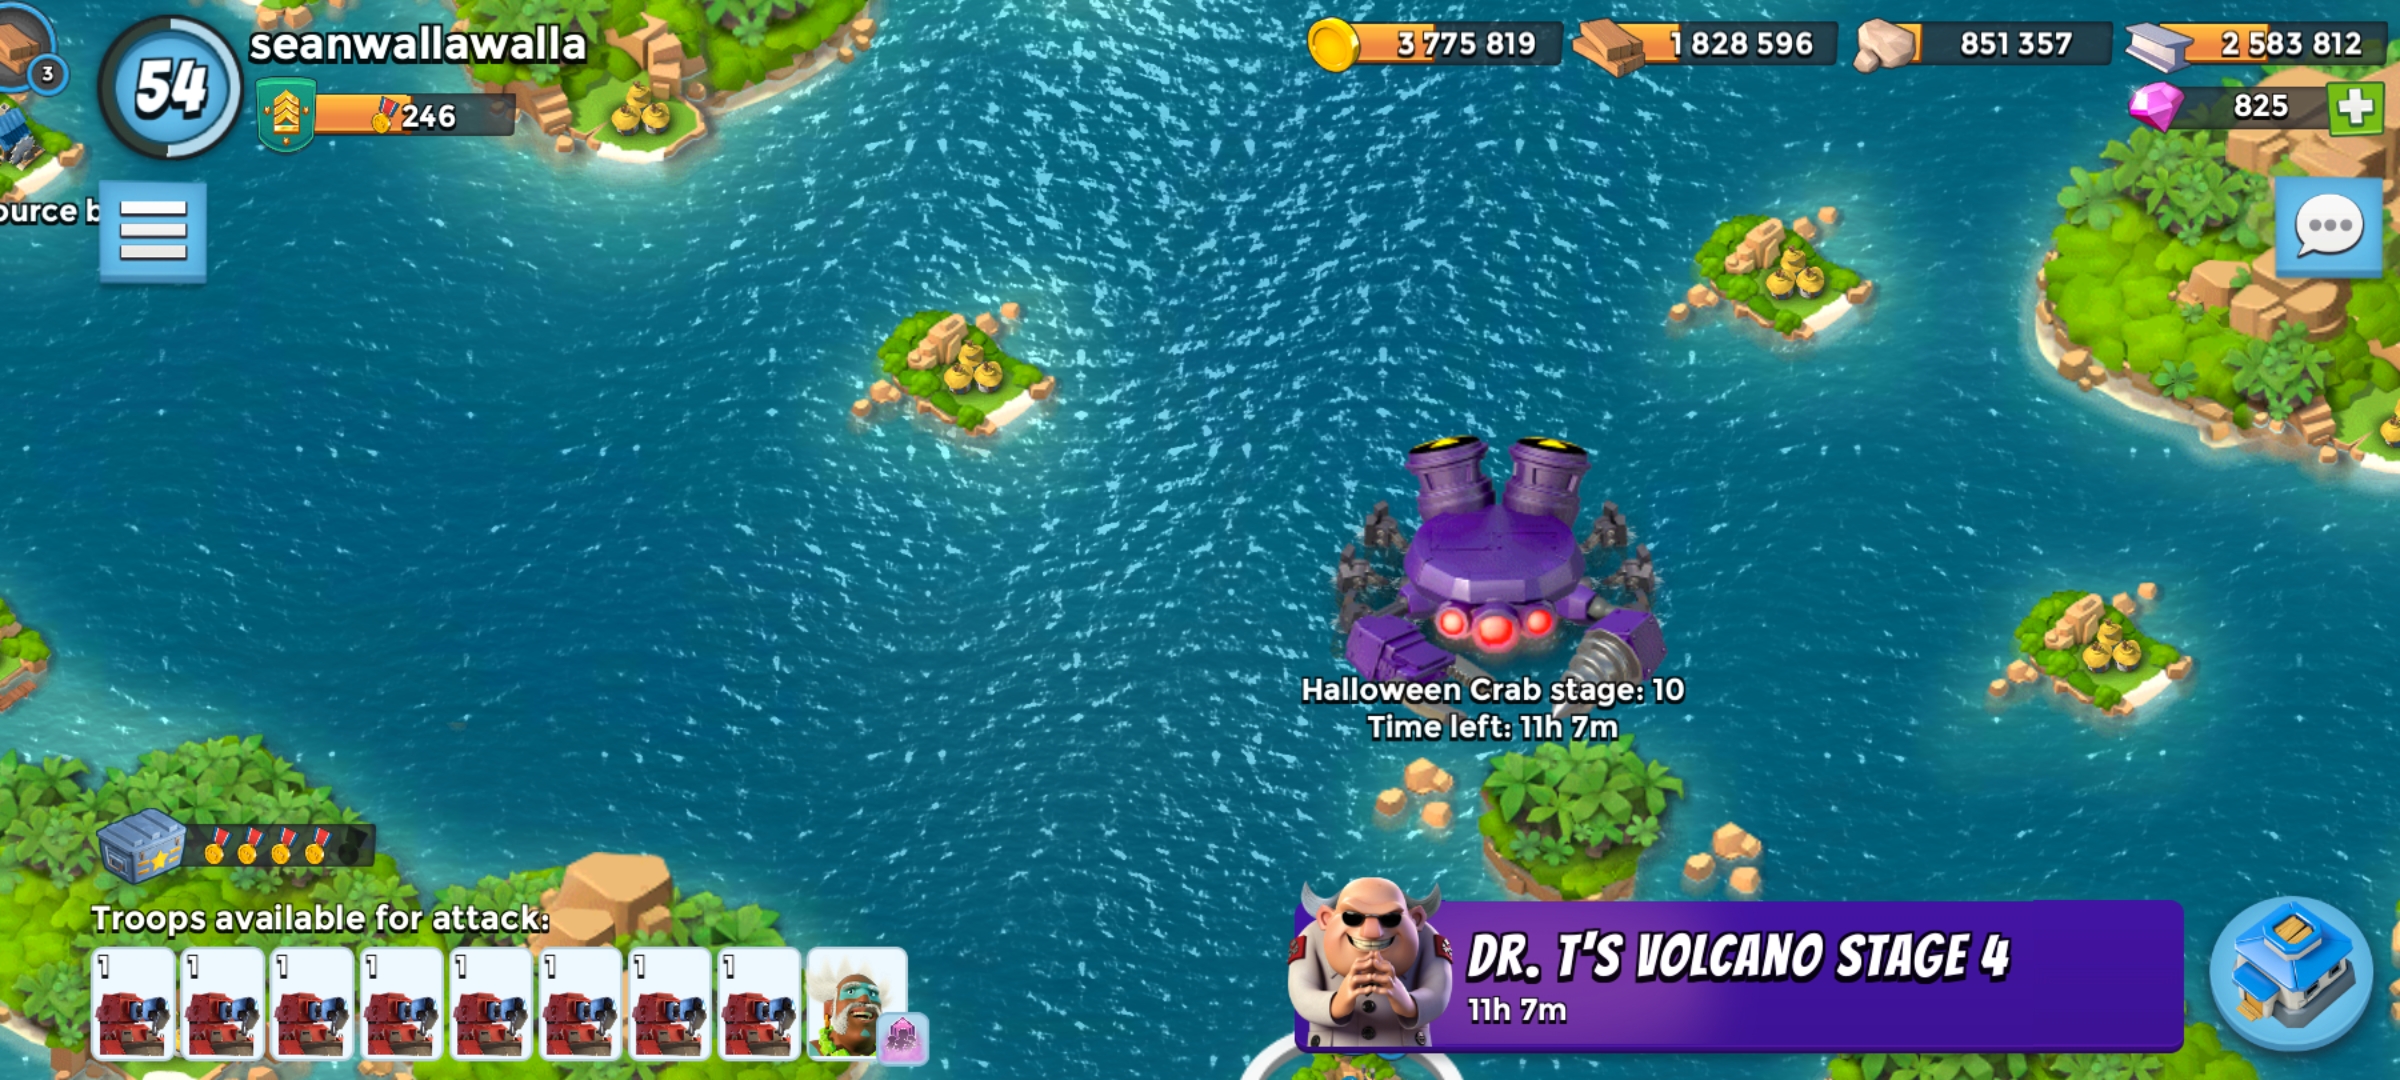 3
54
seanwallawalla
246
3 775 819
1 828 596
851 357
2 583 812
825
ource b
Halloween Crab stage: 10
Time left: 11h 7m
Troops available for attack:
1 1 1 1 1 1 1 1
DR. T'S VOLCANO STAGE 4
11h 7m